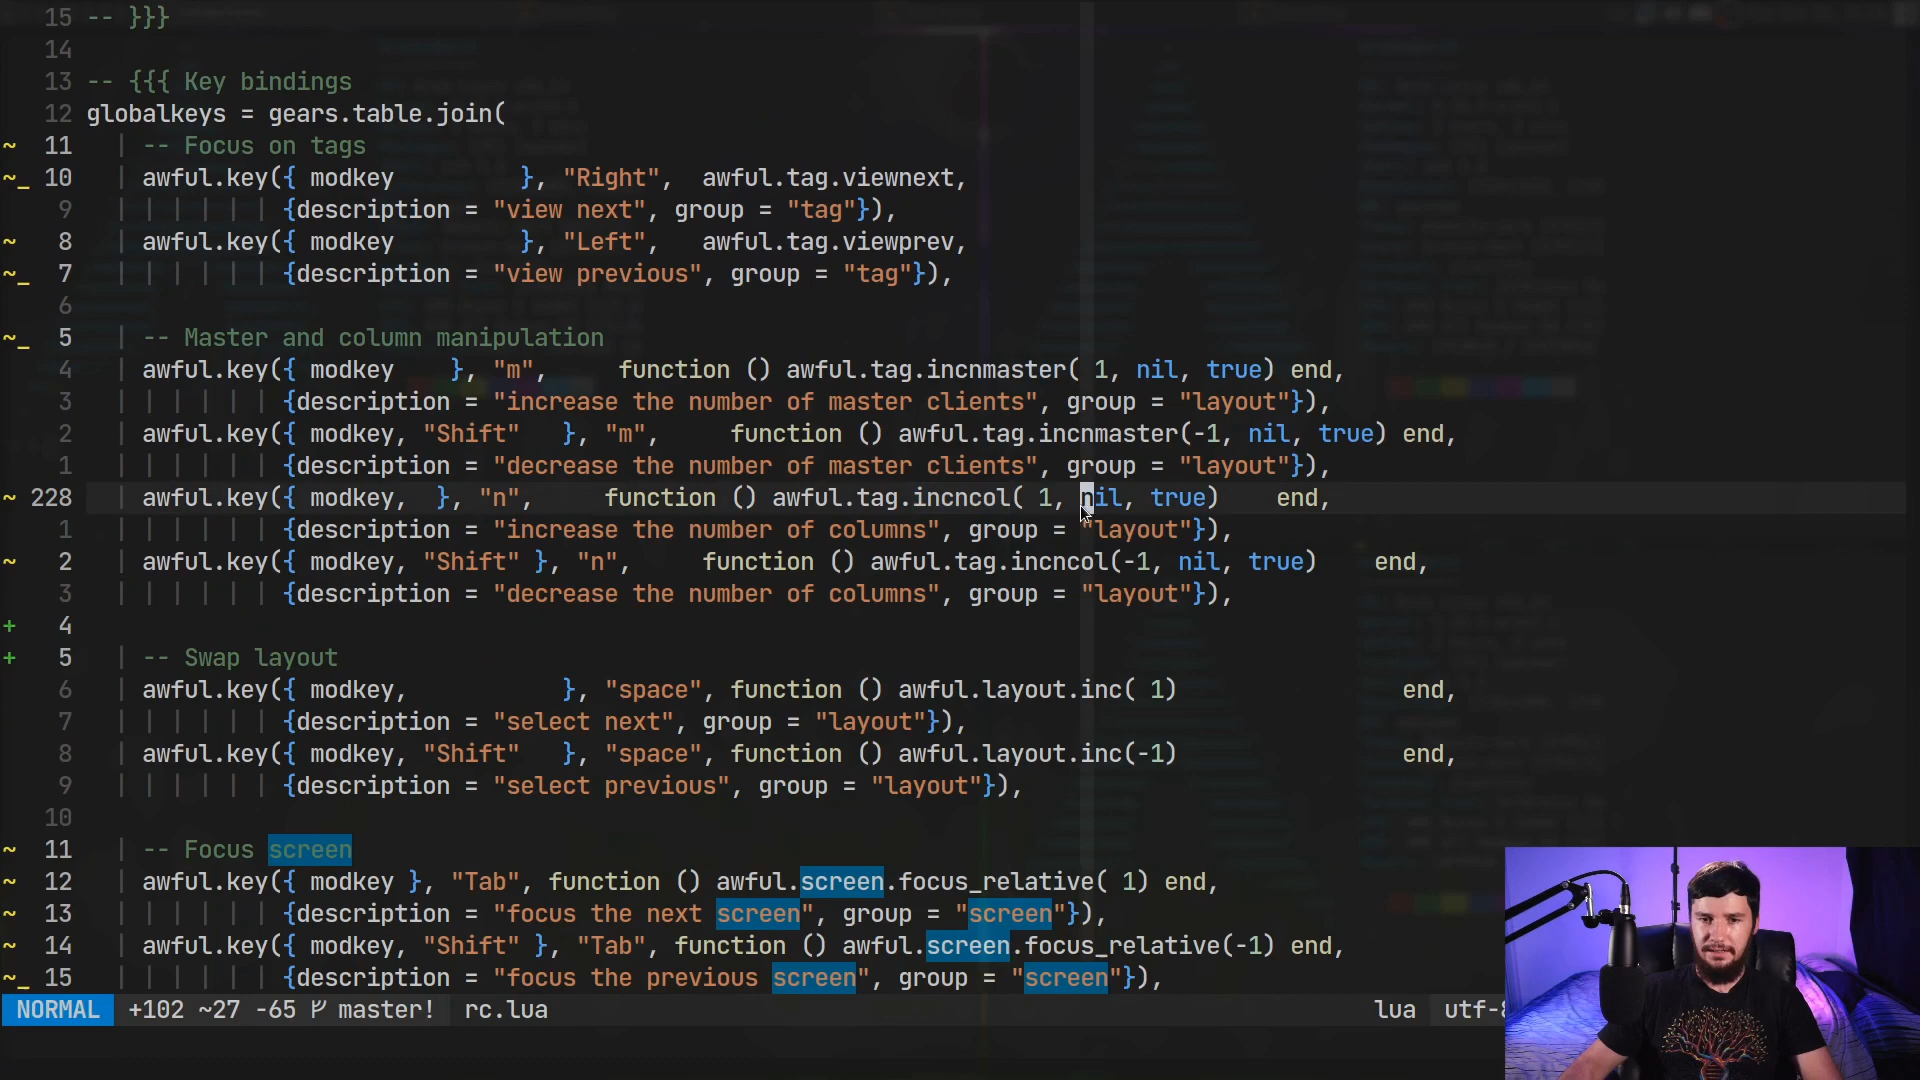 15 -- }}}
14
13 -- {{{ Key bindings
12 globalkeys = gears.table.join(
~ 11 | -- Focus on tags
~_ 10 | awful.key({ modkey         }, "Right",  awful.tag.viewnext,
9 | | | | | | {description = "view next", group = "tag"}),
~ 8 | awful.key({ modkey         }, "Left",   awful.tag.viewprev,
~_ 7 | | | | | | {description = "view previous", group = "tag"}),
6
~_ 5 | -- Master and column manipulation
4 | awful.key({ modkey    }, "m",     function () awful.tag.incnmaster( 1, nil, true) end,
3 | | | | | | {description = "increase the number of master clients", group = "layout"}),
2 | awful.key({ modkey, "Shift"   }, "m",     function () awful.tag.incnmaster(-1, nil, true) end,
1 | | | | | | {description = "decrease the number of master clients", group = "layout"}),
~ 228 | awful.key({ modkey,  }, "n",     function () awful.tag.incncol( 1, nil, true)    end,
1 | | | | | | {description = "increase the number of columns", group = "layout"}),
~ 2 | awful.key({ modkey, "Shift" }, "n",     function () awful.tag.incncol(-1, nil, true)    end,
3 | | | | | | {description = "decrease the number of columns", group = "layout"}),
+ 4
+ 5 | -- Swap layout
6 | awful.key({ modkey,           }, "space", function () awful.layout.inc( 1)                end,
7 | | | | | | {description = "select next", group = "layout"}),
8 | awful.key({ modkey, "Shift"   }, "space", function () awful.layout.inc(-1)                end,
9 | | | | | | {description = "select previous", group = "layout"}),
10
~ 11 | -- Focus screen
~ 12 | awful.key({ modkey }, "Tab", function () awful.screen.focus_relative( 1) end,
~ 13 | | | | | | {description = "focus the next screen", group = "screen"}),
~ 14 | awful.key({ modkey, "Shift" }, "Tab", function () awful.screen.focus_relative(-1) end,
~_ 15 | | | | | | {description = "focus the previous screen", group = "screen"}),
NORMAL +102 ~27 -65 master! rc.lua lua utf-8